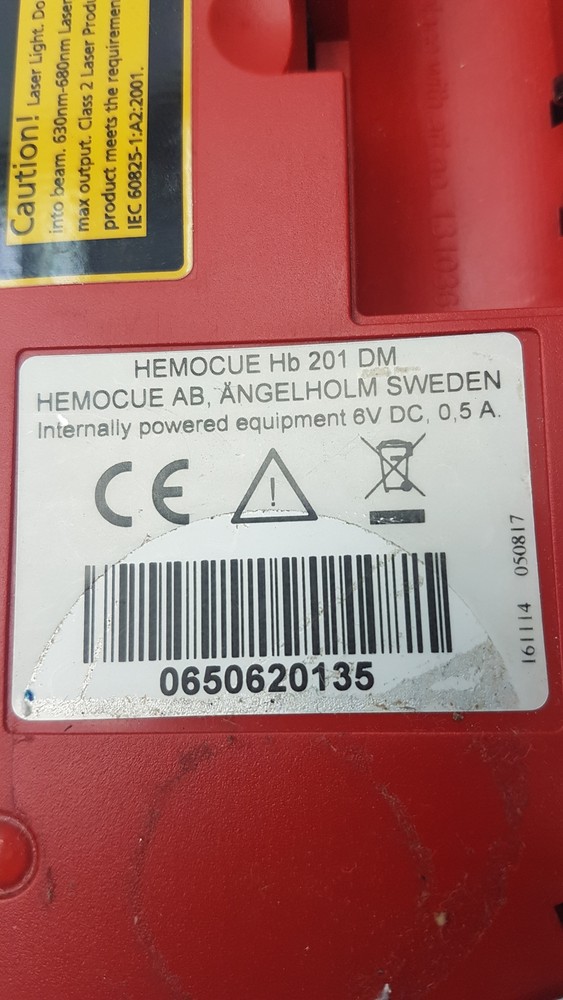 Caution! Laser Light. Do
into beam. 630nm-680nm Laser
max output. Class 2 Laser Produ
product meets the requiremen
IEC 60825-1:A2:2001.
HEMOCUE Hb 201 DM
HEMOCUE AB, ÄNGELHOLM SWEDEN
Internally powered equipment 6V DC, 0,5 A.
CE
!
0650620135
161114 050817